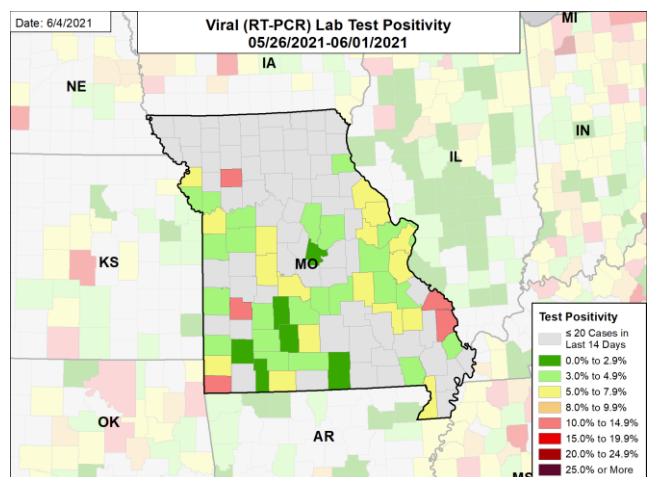 Date: 6/4/2021
Viral (RT-PCR) Lab Test Positivity
05/26/2021-06/01/2021
MI
IA
NE
IN
IL
KS
MO
OK
AR
MS
Test Positivity
≤ 20 Cases in
Last 14 Days
0.0% to 2.9%
3.0% to 4.9%
5.0% to 7.9%
8.0% to 9.9%
10.0% to 14.9%
15.0% to 19.9%
20.0% to 24.9%
25.0% or More